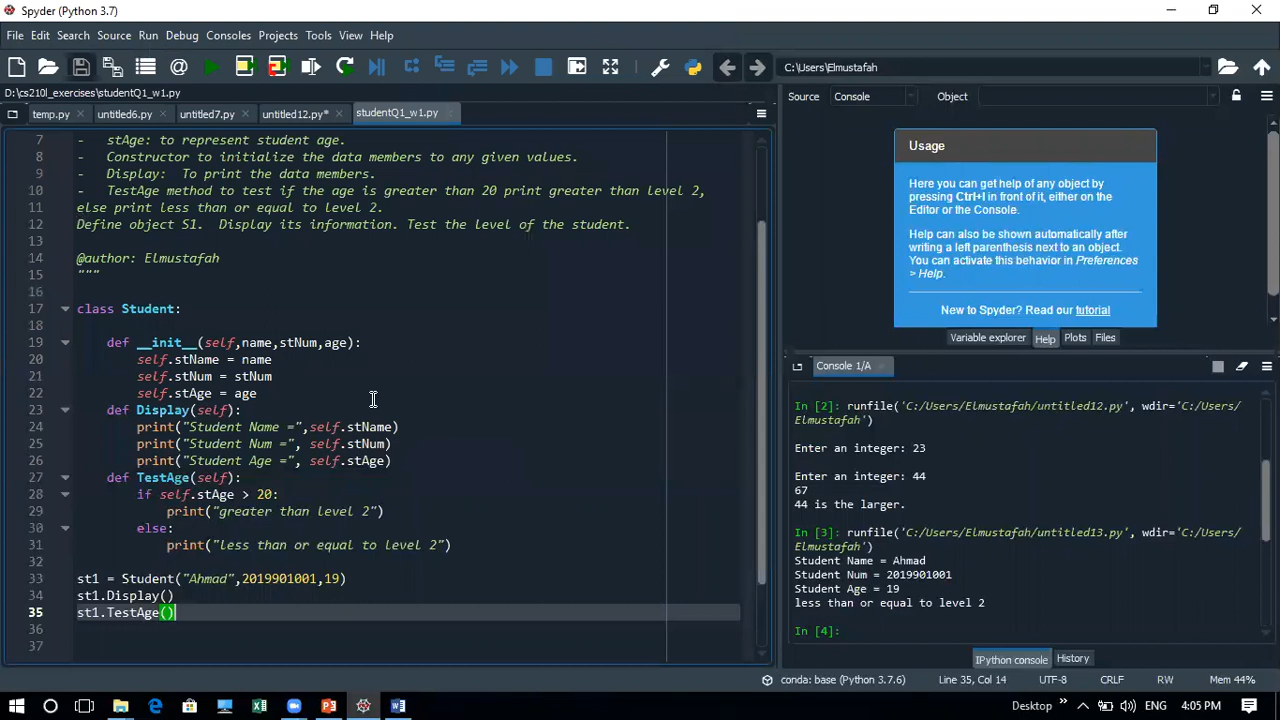 Spyder (Python 3.7)
File Edit Search Source Run Debug Consoles Projects Tools View Help
C:\Users\Elmustafah
D:\cs210l_exercises\studentQ1_w1.py
temp.py untitled6.py untitled7.py untitled12.py* studentQ1_w1.py
7 - stAge: to represent student age.
8 - Constructor to initialize the data members to any given values.
9 - Display: To print the data members.
10 - TestAge method to test if the age is greater than 20 print greater than level 2,
11 else print less than or equal to level 2.
12 Define object S1. Display its information. Test the level of the student.
13
14 @author: Elmustafah
15 """
16
17 class Student:
18
19 def __init__(self,name,stNum,age):
20 self.stName = name
21 self.stNum = stNum
22 self.stAge = age
23 def Display(self):
24 print("Student Name =",self.stName)
25 print("Student Num =", self.stNum)
26 print("Student Age =", self.stAge)
27 def TestAge(self):
28 if self.stAge > 20:
29 print("greater than level 2")
30 else:
31 print("less than or equal to level 2")
32
33 st1 = Student("Ahmad",2019901001,19)
34 st1.Display()
35 st1.TestAge()
36
37
Source Console Object
Usage
Here you can get help of any object by
pressing Ctrl+I in front of it, either on the
Editor or the Console.
Help can also be shown automatically after
writing a left parenthesis next to an object.
You can activate this behavior in Preferences
> Help.
New to Spyder? Read our tutorial
Variable explorer Help Plots Files
Console 1/A
In [2]: runfile('C:/Users/Elmustafah/untitled12.py', wdir='C:/Users/
Elmustafah')
Enter an integer: 23
Enter an integer: 44
67
44 is the larger.
In [3]: runfile('C:/Users/Elmustafah/untitled13.py', wdir='C:/Users/
Elmustafah')
Student Name = Ahmad
Student Num = 2019901001
Student Age = 19
less than or equal to level 2
In [4]:
IPython console History
conda: base (Python 3.7.6) Line 35, Col 14 UTF-8 CRLF RW Mem 44%
Desktop ENG 4:05 PM